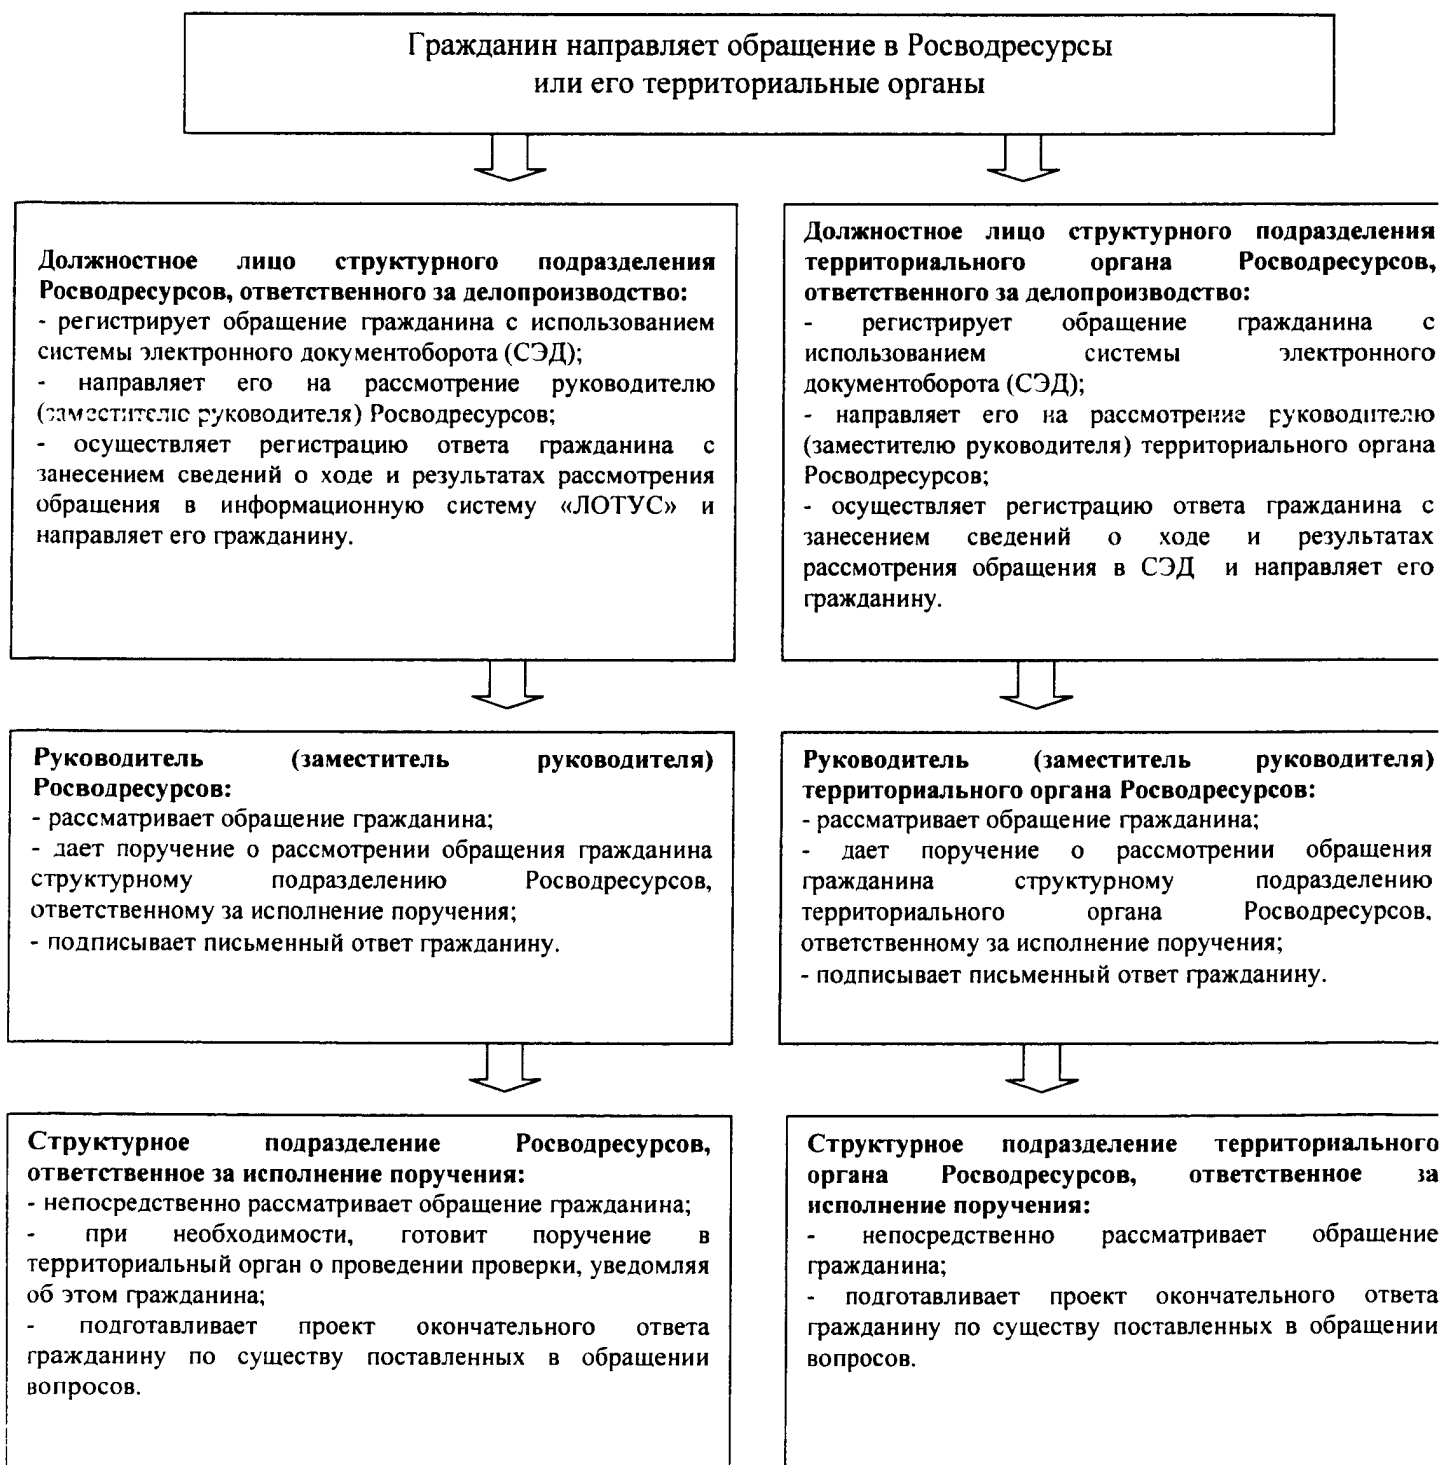 Гражданин направляет обращение в Росводресурсы
или его территориальные органы
Должностное лицо структурного подразделения
Росводресурсов, ответственного за делопроизводство:
- регистрирует обращение гражданина с использованием
системы электронного документооборота (СЭД);
- направляет его на рассмотрение руководителю
(заместителю руководителя) Росводресурсов;
- осуществляет регистрацию ответа гражданина с
занесением сведений о ходе и результатах рассмотрения
обращения в информационную систему «ЛОТУС» и
направляет его гражданину.
Должностное лицо структурного подразделения
территориального органа Росводресурсов,
ответственного за делопроизводство:
- регистрирует обращение гражданина с
использованием системы электронного
документооборота (СЭД);
- направляет его на рассмотрение руководителю
(заместителю руководителя) территориального органа
Росводресурсов;
- осуществляет регистрацию ответа гражданина с
занесением сведений о ходе и результатах
рассмотрения обращения в СЭД и направляет его
гражданину.
Руководитель (заместитель руководителя)
Росводресурсов:
- рассматривает обращение гражданина;
- дает поручение о рассмотрении обращения гражданина
структурному подразделению Росводресурсов,
ответственному за исполнение поручения;
- подписывает письменный ответ гражданину.
Руководитель (заместитель руководителя)
территориального органа Росводресурсов:
- рассматривает обращение гражданина;
- дает поручение о рассмотрении обращения
гражданина структурному подразделению
территориального органа Росводресурсов,
ответственному за исполнение поручения;
- подписывает письменный ответ гражданину.
Структурное подразделение Росводресурсов,
ответственное за исполнение поручения:
- непосредственно рассматривает обращение гражданина;
- при необходимости, готовит поручение в
территориальный орган о проведении проверки, уведомляя
об этом гражданина;
- подготавливает проект окончательного ответа
гражданину по существу поставленных в обращении
вопросов.
Структурное подразделение территориального
органа Росводресурсов, ответственное за
исполнение поручения:
- непосредственно рассматривает обращение
гражданина;
- подготавливает проект окончательного ответа
гражданину по существу поставленных в обращении
вопросов.